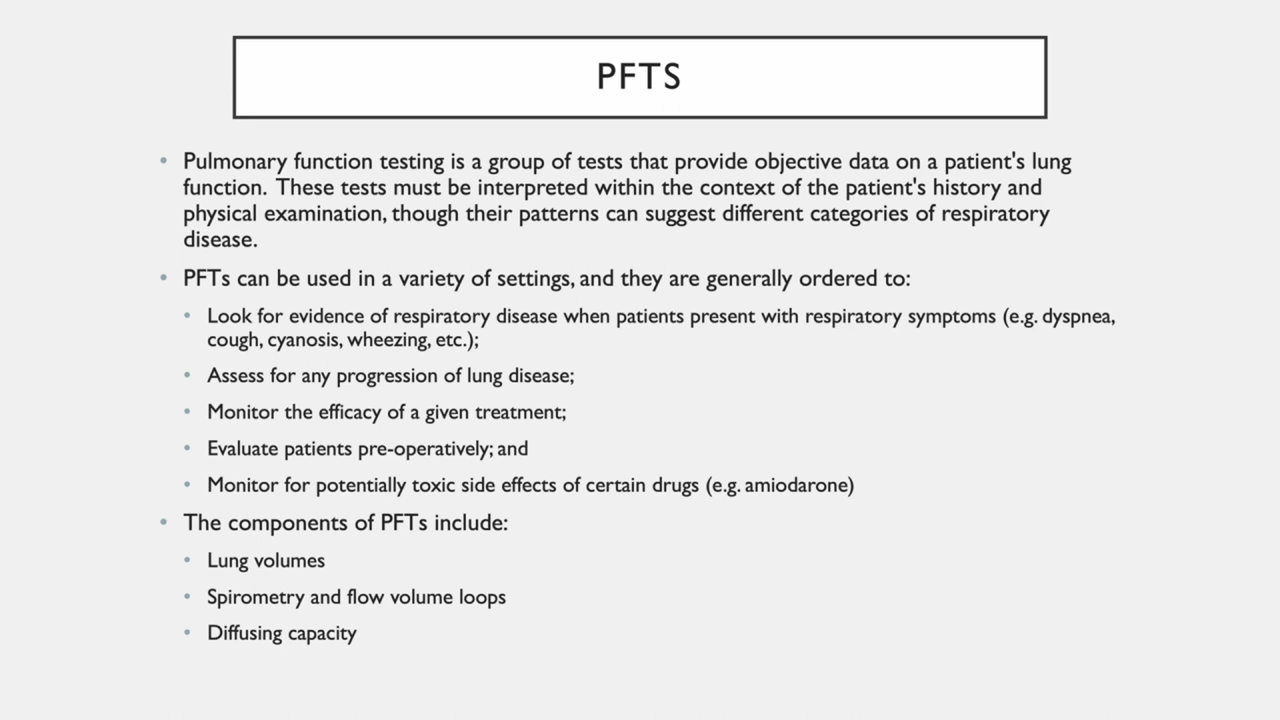 PFTS
• Pulmonary function testing is a group of tests that provide objective data on a patient's lung
function. These tests must be interpreted within the context of the patient's history and
physical examination, though their patterns can suggest different categories of respiratory
disease.
• PFTs can be used in a variety of settings, and they are generally ordered to:
• Look for evidence of respiratory disease when patients present with respiratory symptoms (e.g. dyspnea,
cough, cyanosis, wheezing, etc.);
• Assess for any progression of lung disease;
• Monitor the efficacy of a given treatment;
• Evaluate patients pre-operatively; and
• Monitor for potentially toxic side effects of certain drugs (e.g. amiodarone)
• The components of PFTs include:
• Lung volumes
• Spirometry and flow volume loops
• Diffusing capacity